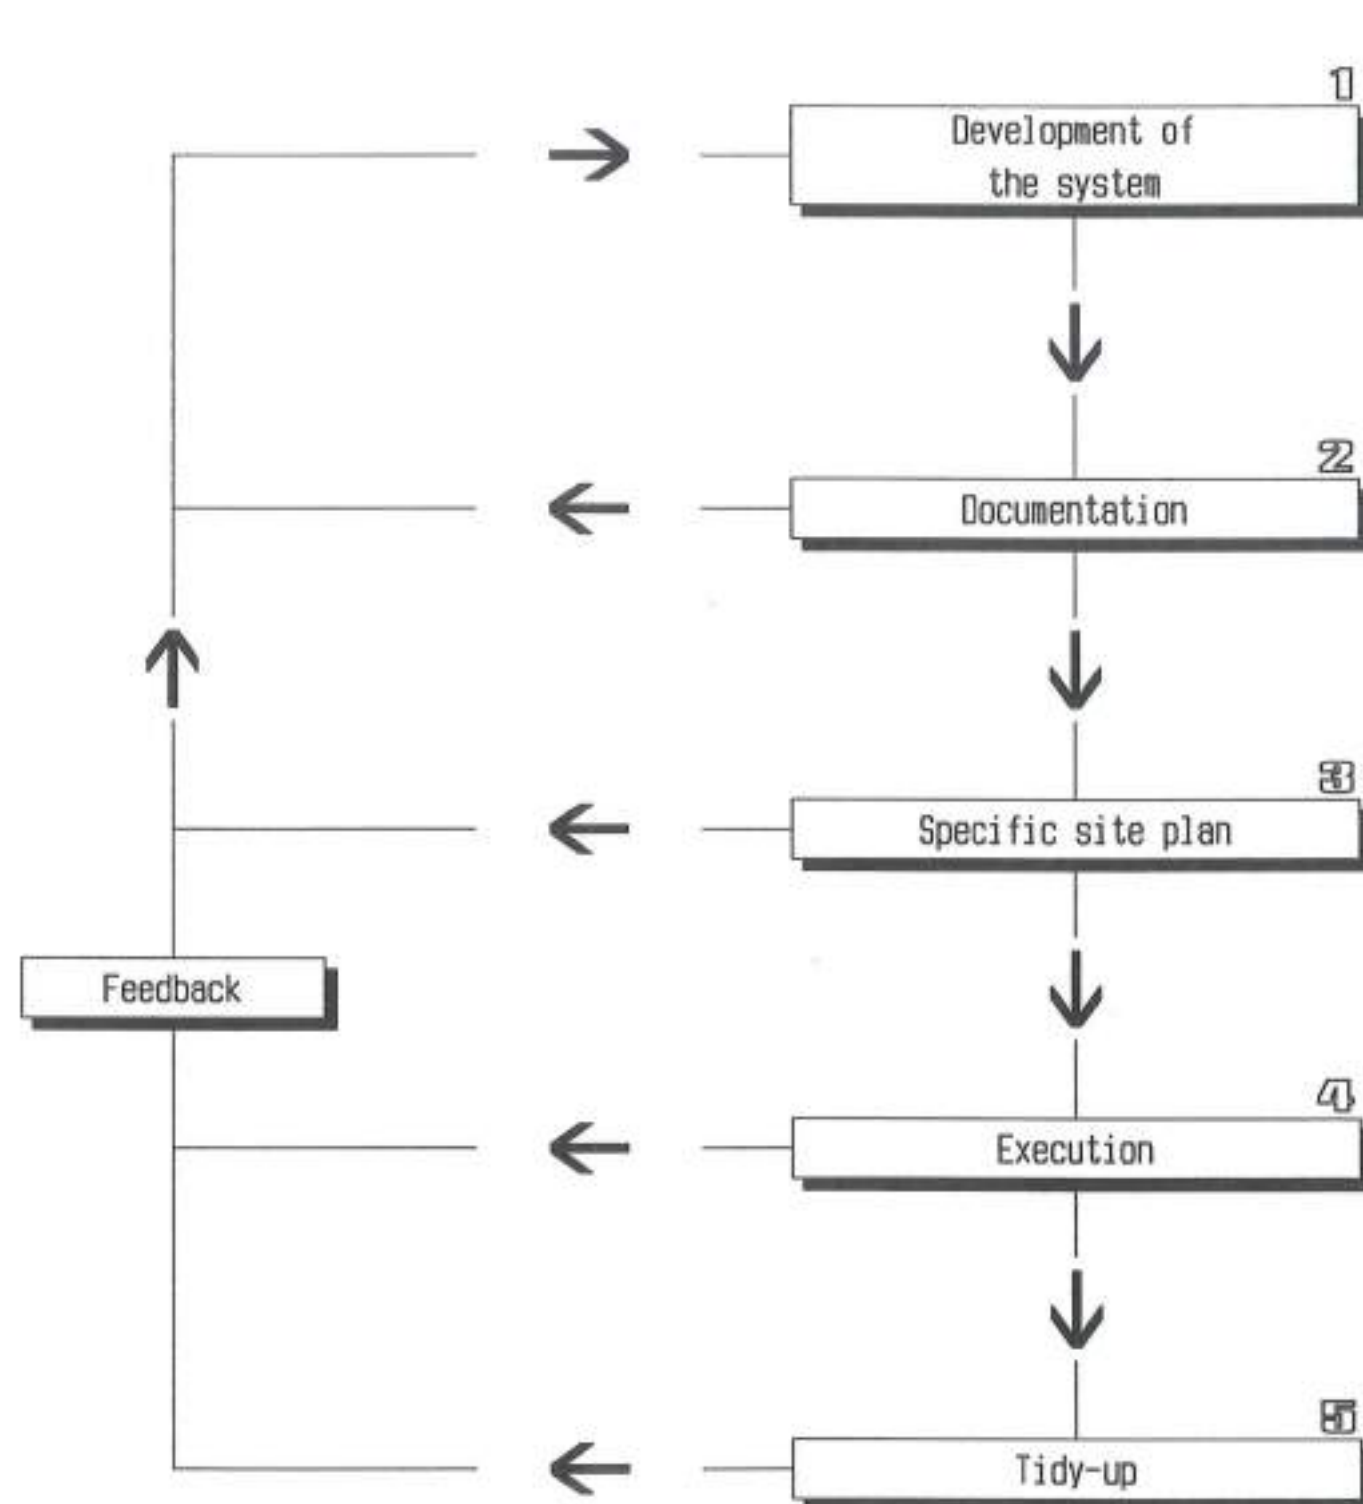 1
Development of
the system
2
Documentation
3
Specific site plan
Feedback
4
Execution
5
Tidy-up